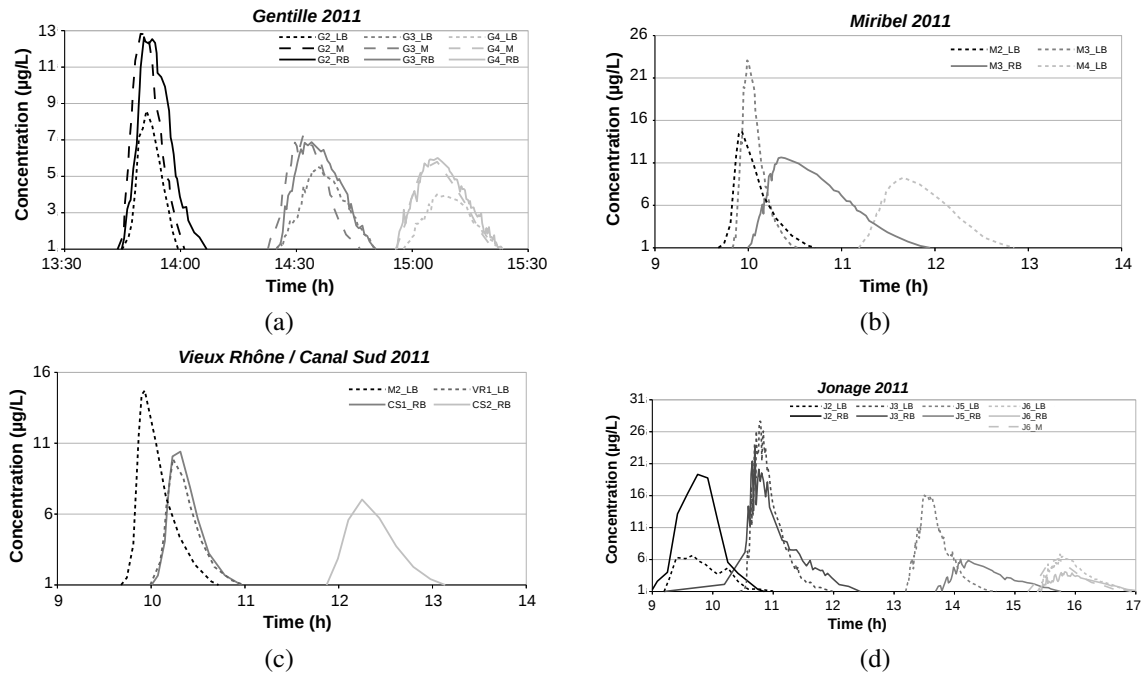 Gentille 2011
Concentration (µg/L)
13
11
9
7
5
3
1
G2_LB G3_LB G4_LB
G2_M G3_M G4_M
G2_RB G3_RB G4_RB
13:30 14:00 14:30 15:00 15:30
Time (h)
(a)
Miribel 2011
Concentration (µg/L)
26
21
16
11
6
1
M2_LB M3_LB
M3_RB M4_LB
9 10 11 12 13 14
Time (h)
(b)
Vieux Rhône / Canal Sud 2011
Concentration (µg/L)
16
11
6
1
M2_LB VR1_LB
CS1_RB CS2_RB
9 10 11 12 13 14
Time (h)
(c)
Jonage 2011
Concentration (µg/L)
31
26
21
16
11
6
1
J2_LB J3_LB J5_LB J6_LB
J2_RB J3_RB J5_RB J6_RB
J6_M
9 10 11 12 13 14 15 16 17
Time (h)
(d)